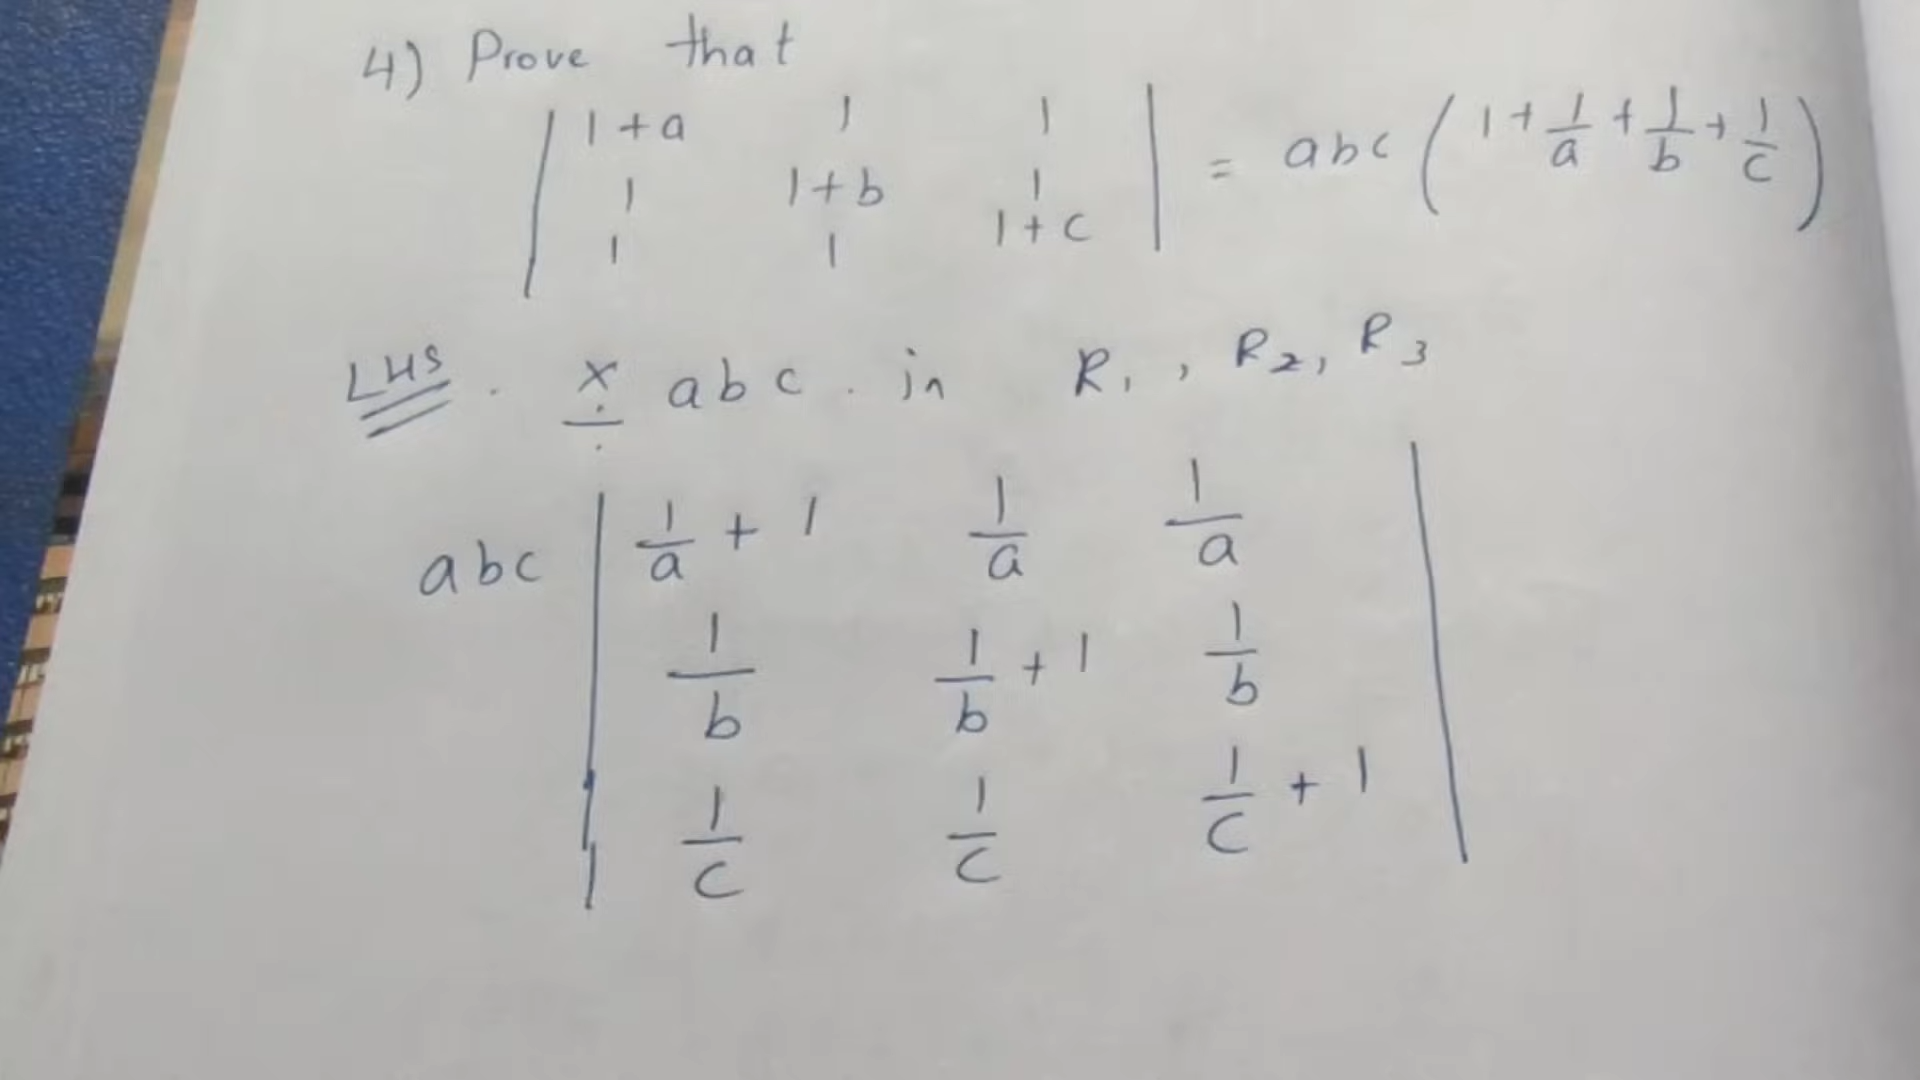 4) Prove that
| 1+a 1 1 |
| 1 1+b 1 | = abc ( 1 + 1/a + 1/b + 1/c )
| 1 1 1+c |
LHS. × ÷ abc. in R1, R2, R3
abc | 1/a + 1 1/a 1/a |
| 1/b 1/b + 1 1/b |
| 1/c 1/c 1/c + 1 |